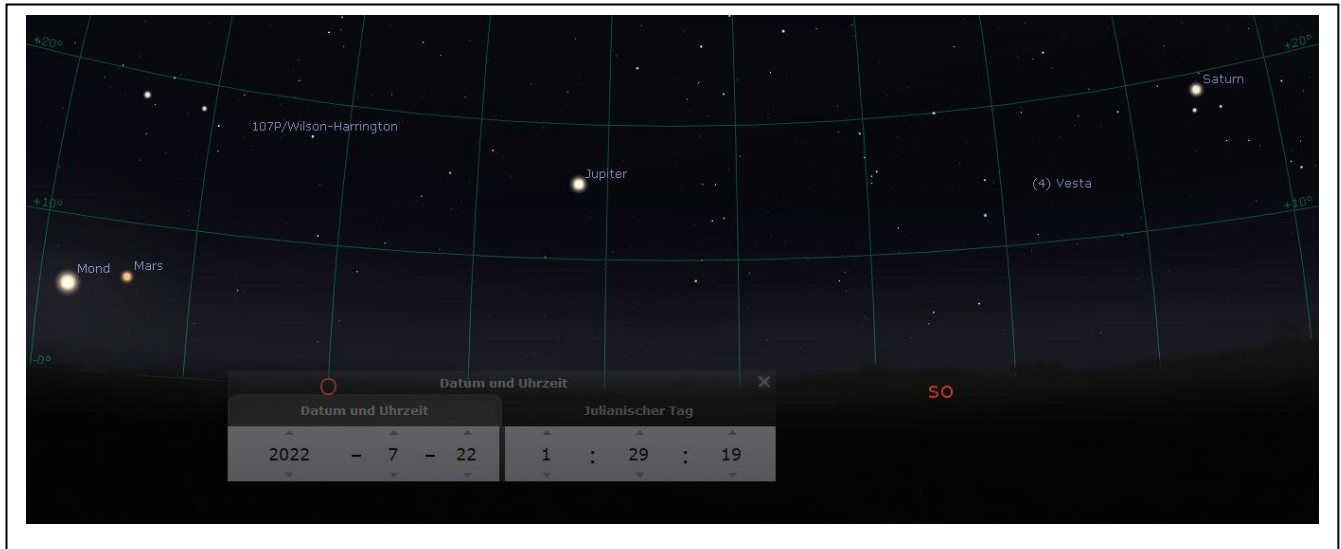 +20°
+20°
Saturn
107P/Wilson-Harrington
Jupiter
(4) Vesta
+10°
+10°
Mond
Mars
-0°
O
SO
Datum und Uhrzeit
Datum und Uhrzeit
Julianischer Tag
2022 - 7 - 22
1 : 29 : 19